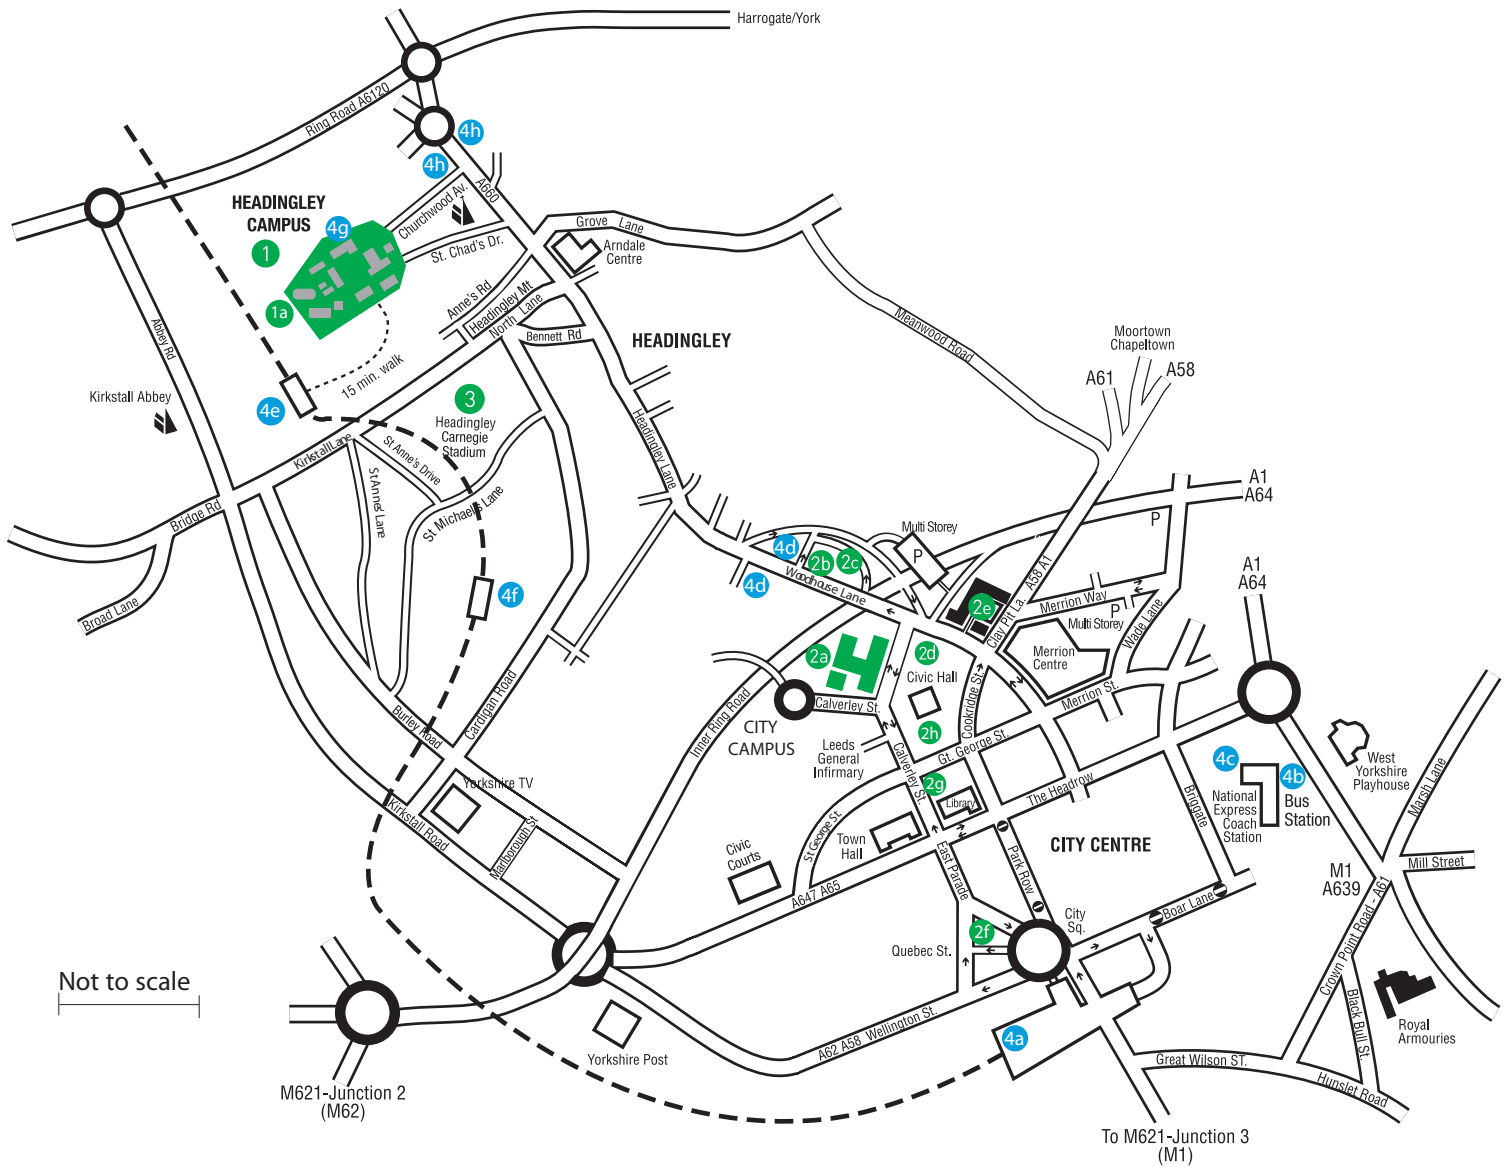 Harrogate/York
Ring Road A6120
4h
4h
A660
HEADINGLEY
CAMPUS
4g
Churchwood Av.
1
St. Chad's Dr.
Grove Lane
Arndale
Centre
1a
Anne's Rd
Headingley Mt
North Lane
Bennett Rd
HEADINGLEY
Meanwood Road
Moortown
Chapeltown
A61
A58
Abbey Rd
15 min. walk
Kirkstall Abbey
4e
3
Headingley
Carnegie
Stadium
Kirkstall Lane
St Anne's Drive
St Annes' Lane
St Michael's Lane
Headingley Lane
Bridge Rd
Broad Lane
4f
A1
A64
P
Multi Storey
P
4d
2b
2c
4d
Woodhouse Lane
A58 A1
Clay Pit La.
2e
Merrion Way
P
Multi Storey
Wade Lane
A1
A64
2a
2d
Civic Hall
Merrion
Centre
Merrion St.
Cookridge St.
Calverley St.
2h
CITY
CAMPUS
Inner Ring Road
Leeds
General
Infirmary
Calverley St.
Gt. George St.
Burley Road
Cardigan Road
Yorkshire TV
Kirkstall Road
Marlborough St
2g
Library
The Headrow
Briggate
4c
4b
National
Express
Coach
Station
Bus
Station
West
Yorkshire
Playhouse
Marsh Lane
St George St
Town
Hall
Civic
Courts
CITY CENTRE
East Parade
Park Row
A647 A65
M1
A639
Mill Street
Boar Lane
City
Sq.
2f
Quebec St.
Crown Point Road - A61
Not to scale
A62 A58 Wellington St.
4a
Yorkshire Post
Black Bull St.
Royal
Armouries
Great Wilson ST.
Hunslet Road
M621-Junction 2
(M62)
To M621-Junction 3
(M1)